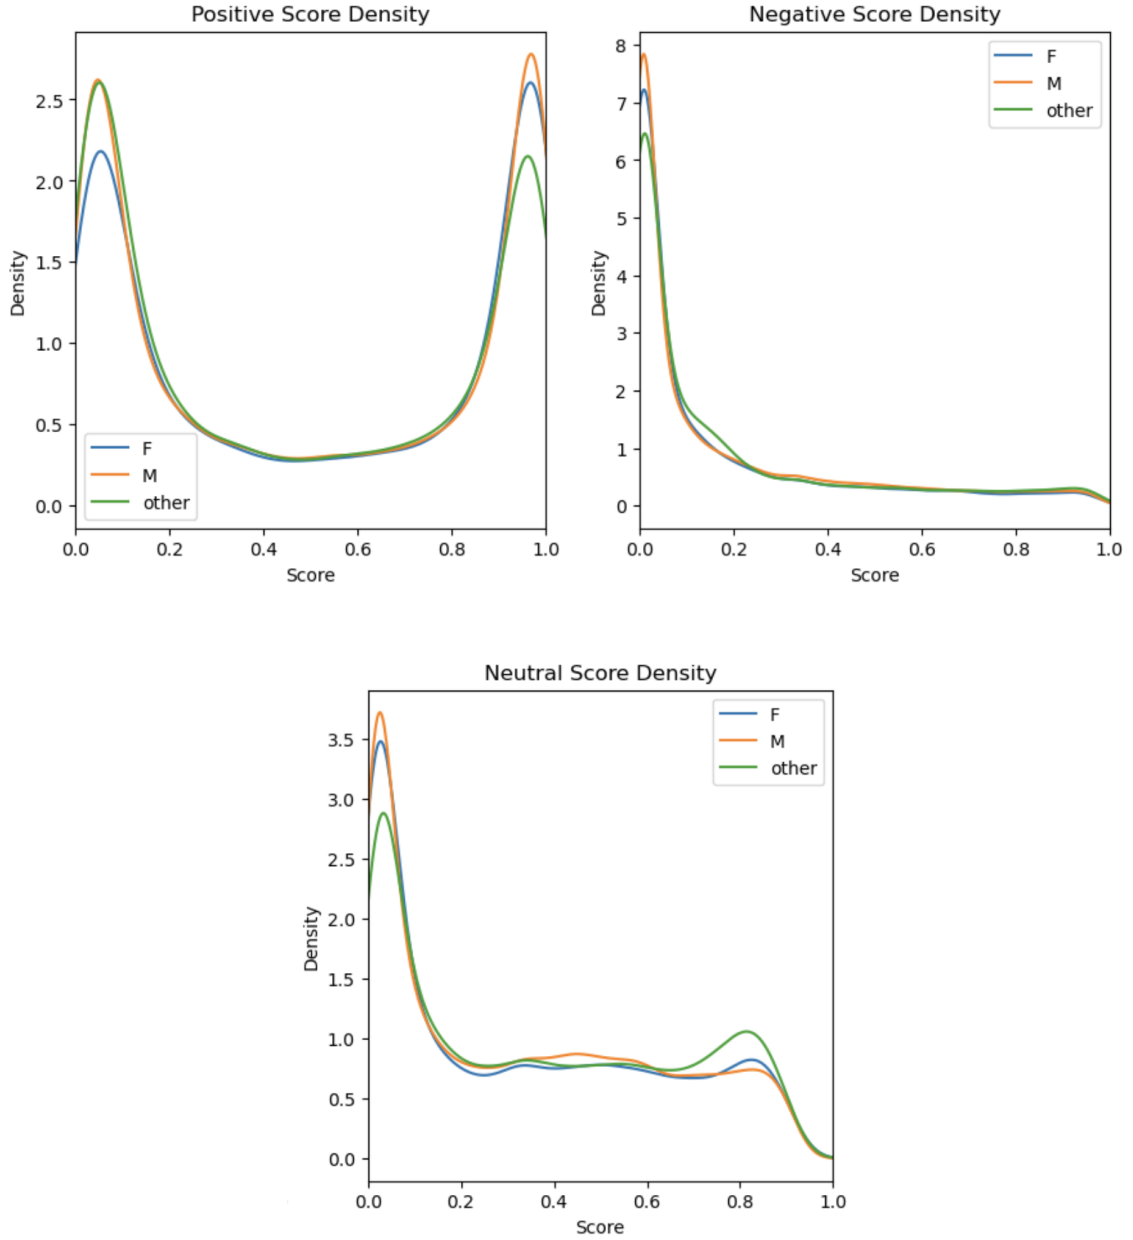 Positive Score Density
Density
2.5
2.0
1.5
1.0
0.5
0.0
F
M
other
0.0 0.2 0.4 0.6 0.8 1.0
Score
Negative Score Density
Density
8
7
6
5
4
3
2
1
0
F
M
other
0.0 0.2 0.4 0.6 0.8 1.0
Score
Neutral Score Density
Density
3.5
3.0
2.5
2.0
1.5
1.0
0.5
0.0
F
M
other
0.0 0.2 0.4 0.6 0.8 1.0
Score